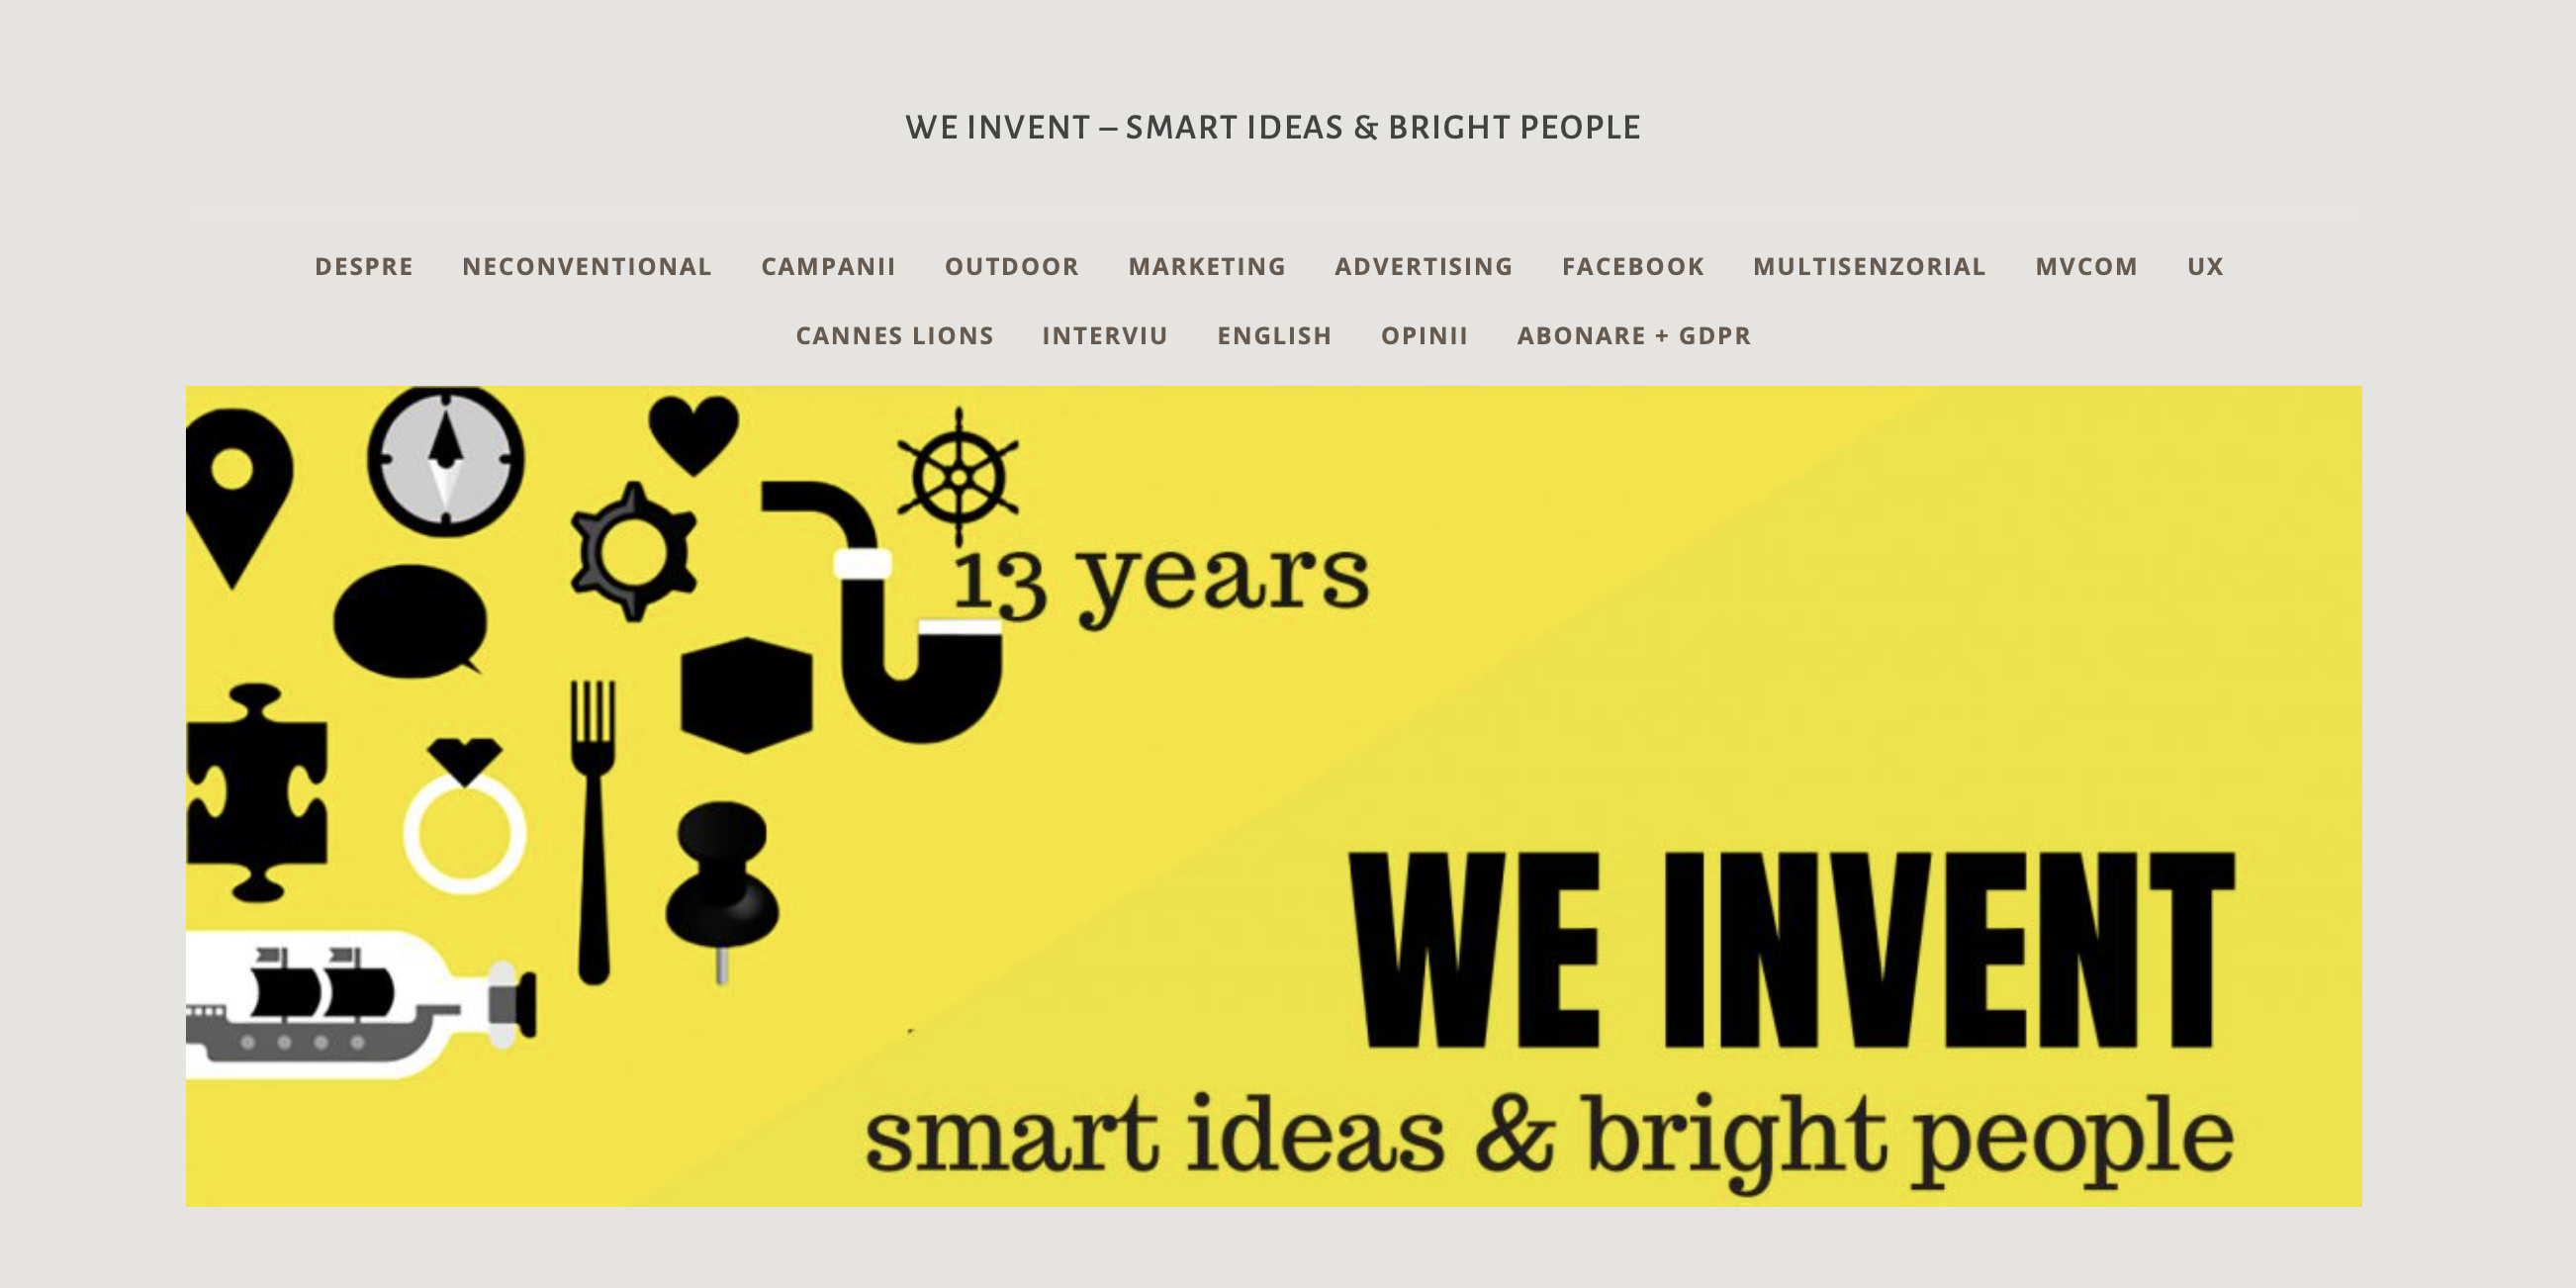 WE INVENT – SMART IDEAS & BRIGHT PEOPLE
DESPRE NECONVENTIONAL CAMPANII OUTDOOR MARKETING ADVERTISING FACEBOOK MULTISENZORIAL MVCOM UX
CANNES LIONS INTERVIU ENGLISH OPINII ABONARE + GDPR
13 years
WE INVENT
smart ideas & bright people